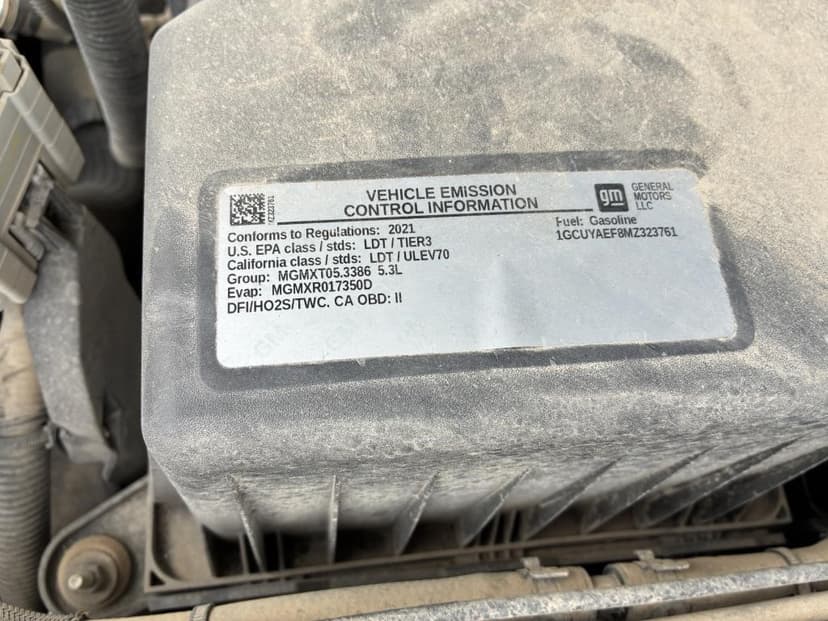 VEHICLE EMISSION
CONTROL INFORMATION
gm
GENERAL
MOTORS
LLC
Conforms to Regulations: 2021
U.S. EPA class / stds: LDT / TIER3
California class / stds: LDT / ULEV70
Group: MGMXT05.3386 5.3L
Evap: MGMXR017350D
DFI/HO2S/TWC. CA OBD: II
Fuel: Gasoline
1GCUYAEF8MZ323761